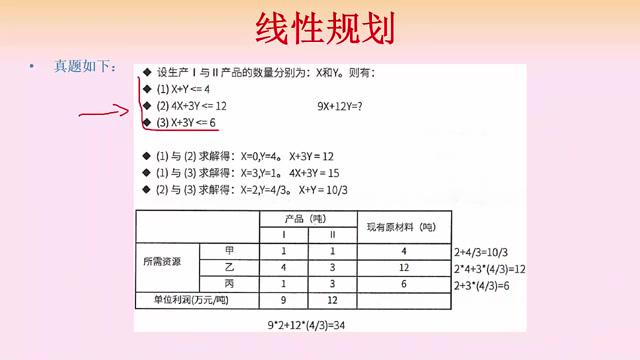 线性规划
• 真题如下：
◆ 设生产Ⅰ与Ⅱ产品的数量分别为：X和Y。则有：
◆ (1) X+Y <= 4
◆ (2) 4X+3Y <= 12 9X+12Y=?
◆ (3) X+3Y <= 6
◆ (1) 与 (2) 求解得：X=0,Y=4。 X+3Y = 12
◆ (1) 与 (3) 求解得：X=3,Y=1。 4X+3Y = 15
◆ (2) 与 (3) 求解得：X=2,Y=4/3。 X+Y = 10/3
产品（吨） 现有原材料（吨）
Ⅰ Ⅱ
所需资源 甲 1 1 4 2+4/3=10/3
乙 4 3 12 2*4+3*(4/3)=12
丙 1 3 6 2+3*(4/3)=6
单位利润(万元/吨) 9 12
9*2+12*(4/3)=34